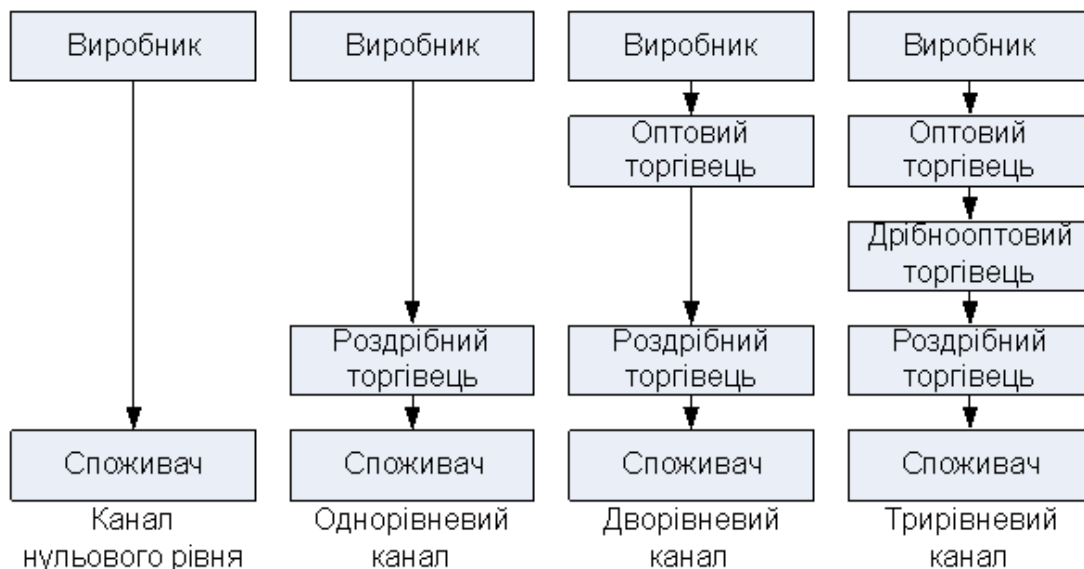 Виробник
Виробник
Виробник
Виробник
Оптовий
торгівець
Оптовий
торгівець
Дрібнооптовий
торгівець
Роздрібний
торгівець
Роздрібний
торгівець
Роздрібний
торгівець
Споживач
Споживач
Споживач
Споживач
Канал
нульового рівня
Однорівневий
канал
Дворівневий
канал
Трирівневий
канал